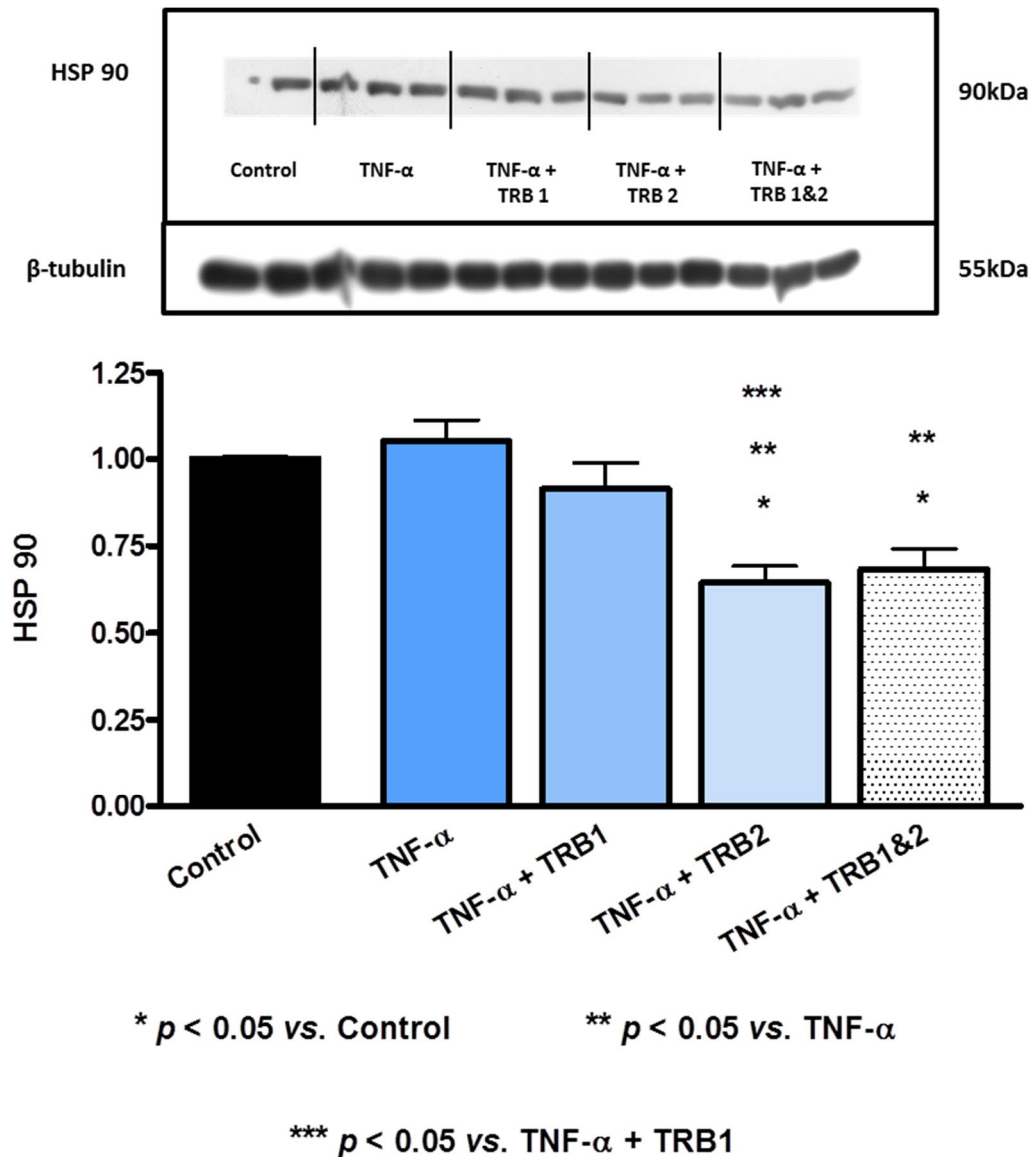 HSP 90
90kDa
Control
TNF-α
TNF-α +
TRB 1
TNF-α +
TRB 2
TNF-α +
TRB 1&2
β-tubulin
55kDa
1.25
1.00
0.75
0.50
0.25
0.00
HSP 90
***
**
*
**
*
Control
TNF-α
TNF-α + TRB1
TNF-α + TRB2
TNF-α + TRB1&2
* p < 0.05 vs. Control
** p < 0.05 vs. TNF-α
*** p < 0.05 vs. TNF-α + TRB1